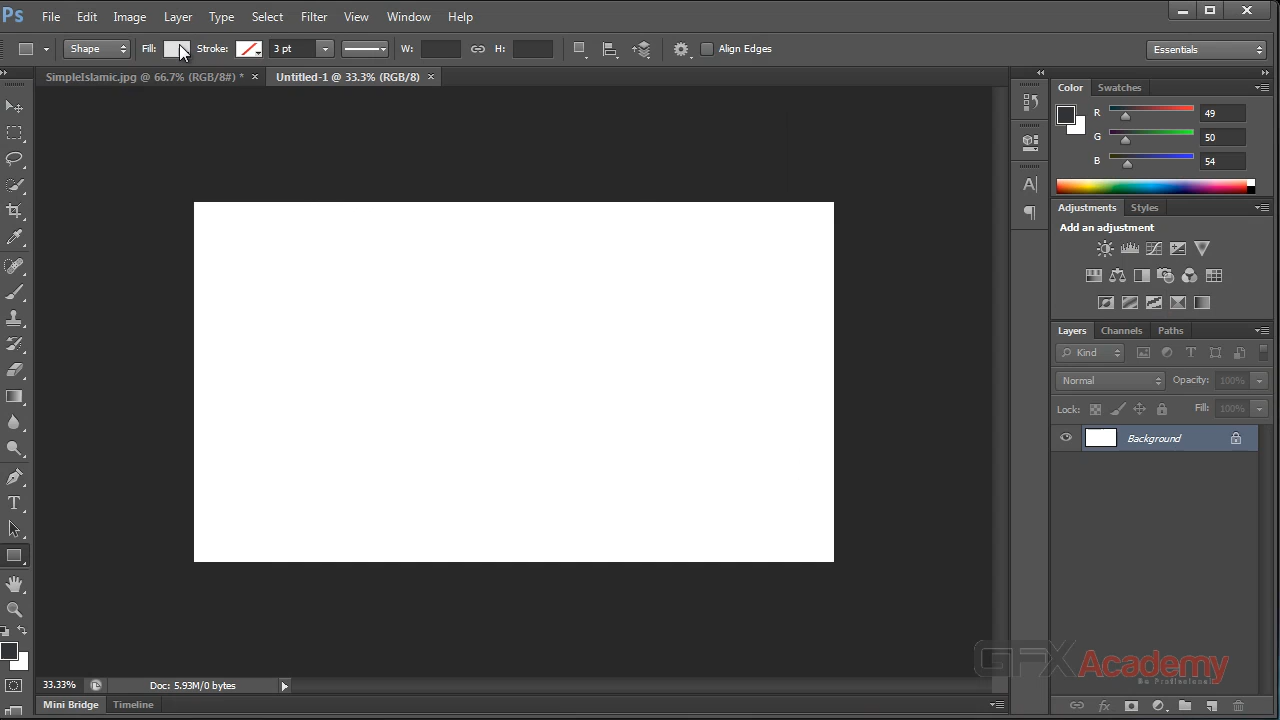 Ps File Edit Image Layer Type Select Filter View Window Help
Shape Fill: Stroke: 3 pt W: H: Align Edges Essentials
SimpleIslamic.jpg @ 66.7% (RGB/8#) * × Untitled-1 @ 33.3% (RGB/8) ×
Color Swatches
R 49
G 50
B 54
Adjustments Styles
Add an adjustment
Layers Channels Paths
Kind
Normal Opacity: 100%
Lock: Fill: 100%
Background
GFX Academy
Be Professional
33.33% Doc: 5.93M/0 bytes
Mini Bridge Timeline